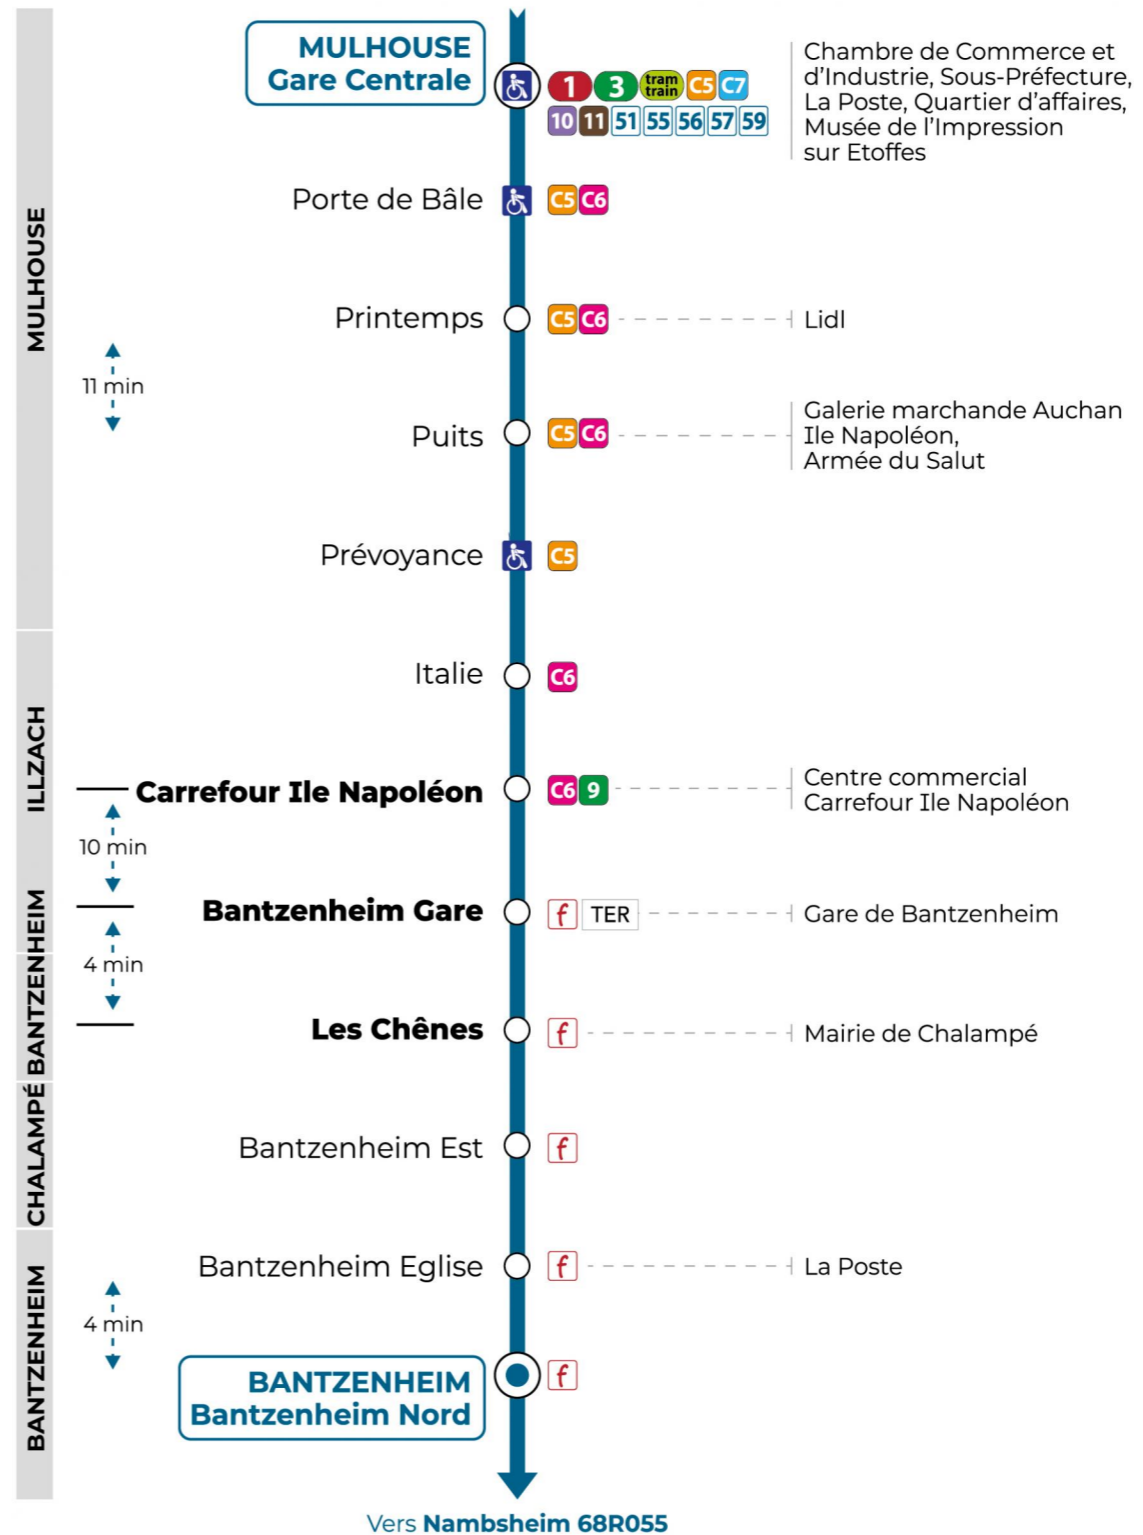 MULHOUSE
Gare Centrale
1 3 tram train C5 C7
10 11 51 55 56 57 59
Chambre de Commerce et
d'Industrie, Sous-Préfecture,
La Poste, Quartier d'affaires,
Musée de l'Impression
sur Etoffes
MULHOUSE
Porte de Bâle
C5 C6
Printemps
C5 C6
Lidl
11 min
Puits
C5 C6
Galerie marchande Auchan
Ile Napoléon,
Armée du Salut
Prévoyance
C5
ILLZACH
Italie
C6
Carrefour Ile Napoléon
C6 9
Centre commercial
Carrefour Ile Napoléon
10 min
BANTZENHEIM
Bantzenheim Gare
f TER
Gare de Bantzenheim
4 min
Les Chênes
f
Mairie de Chalampé
CHALAMPÉ
Bantzenheim Est
f
BANTZENHEIM
Bantzenheim Eglise
f
La Poste
4 min
BANTZENHEIM
Bantzenheim Nord
f
Vers Nambsheim 68R055